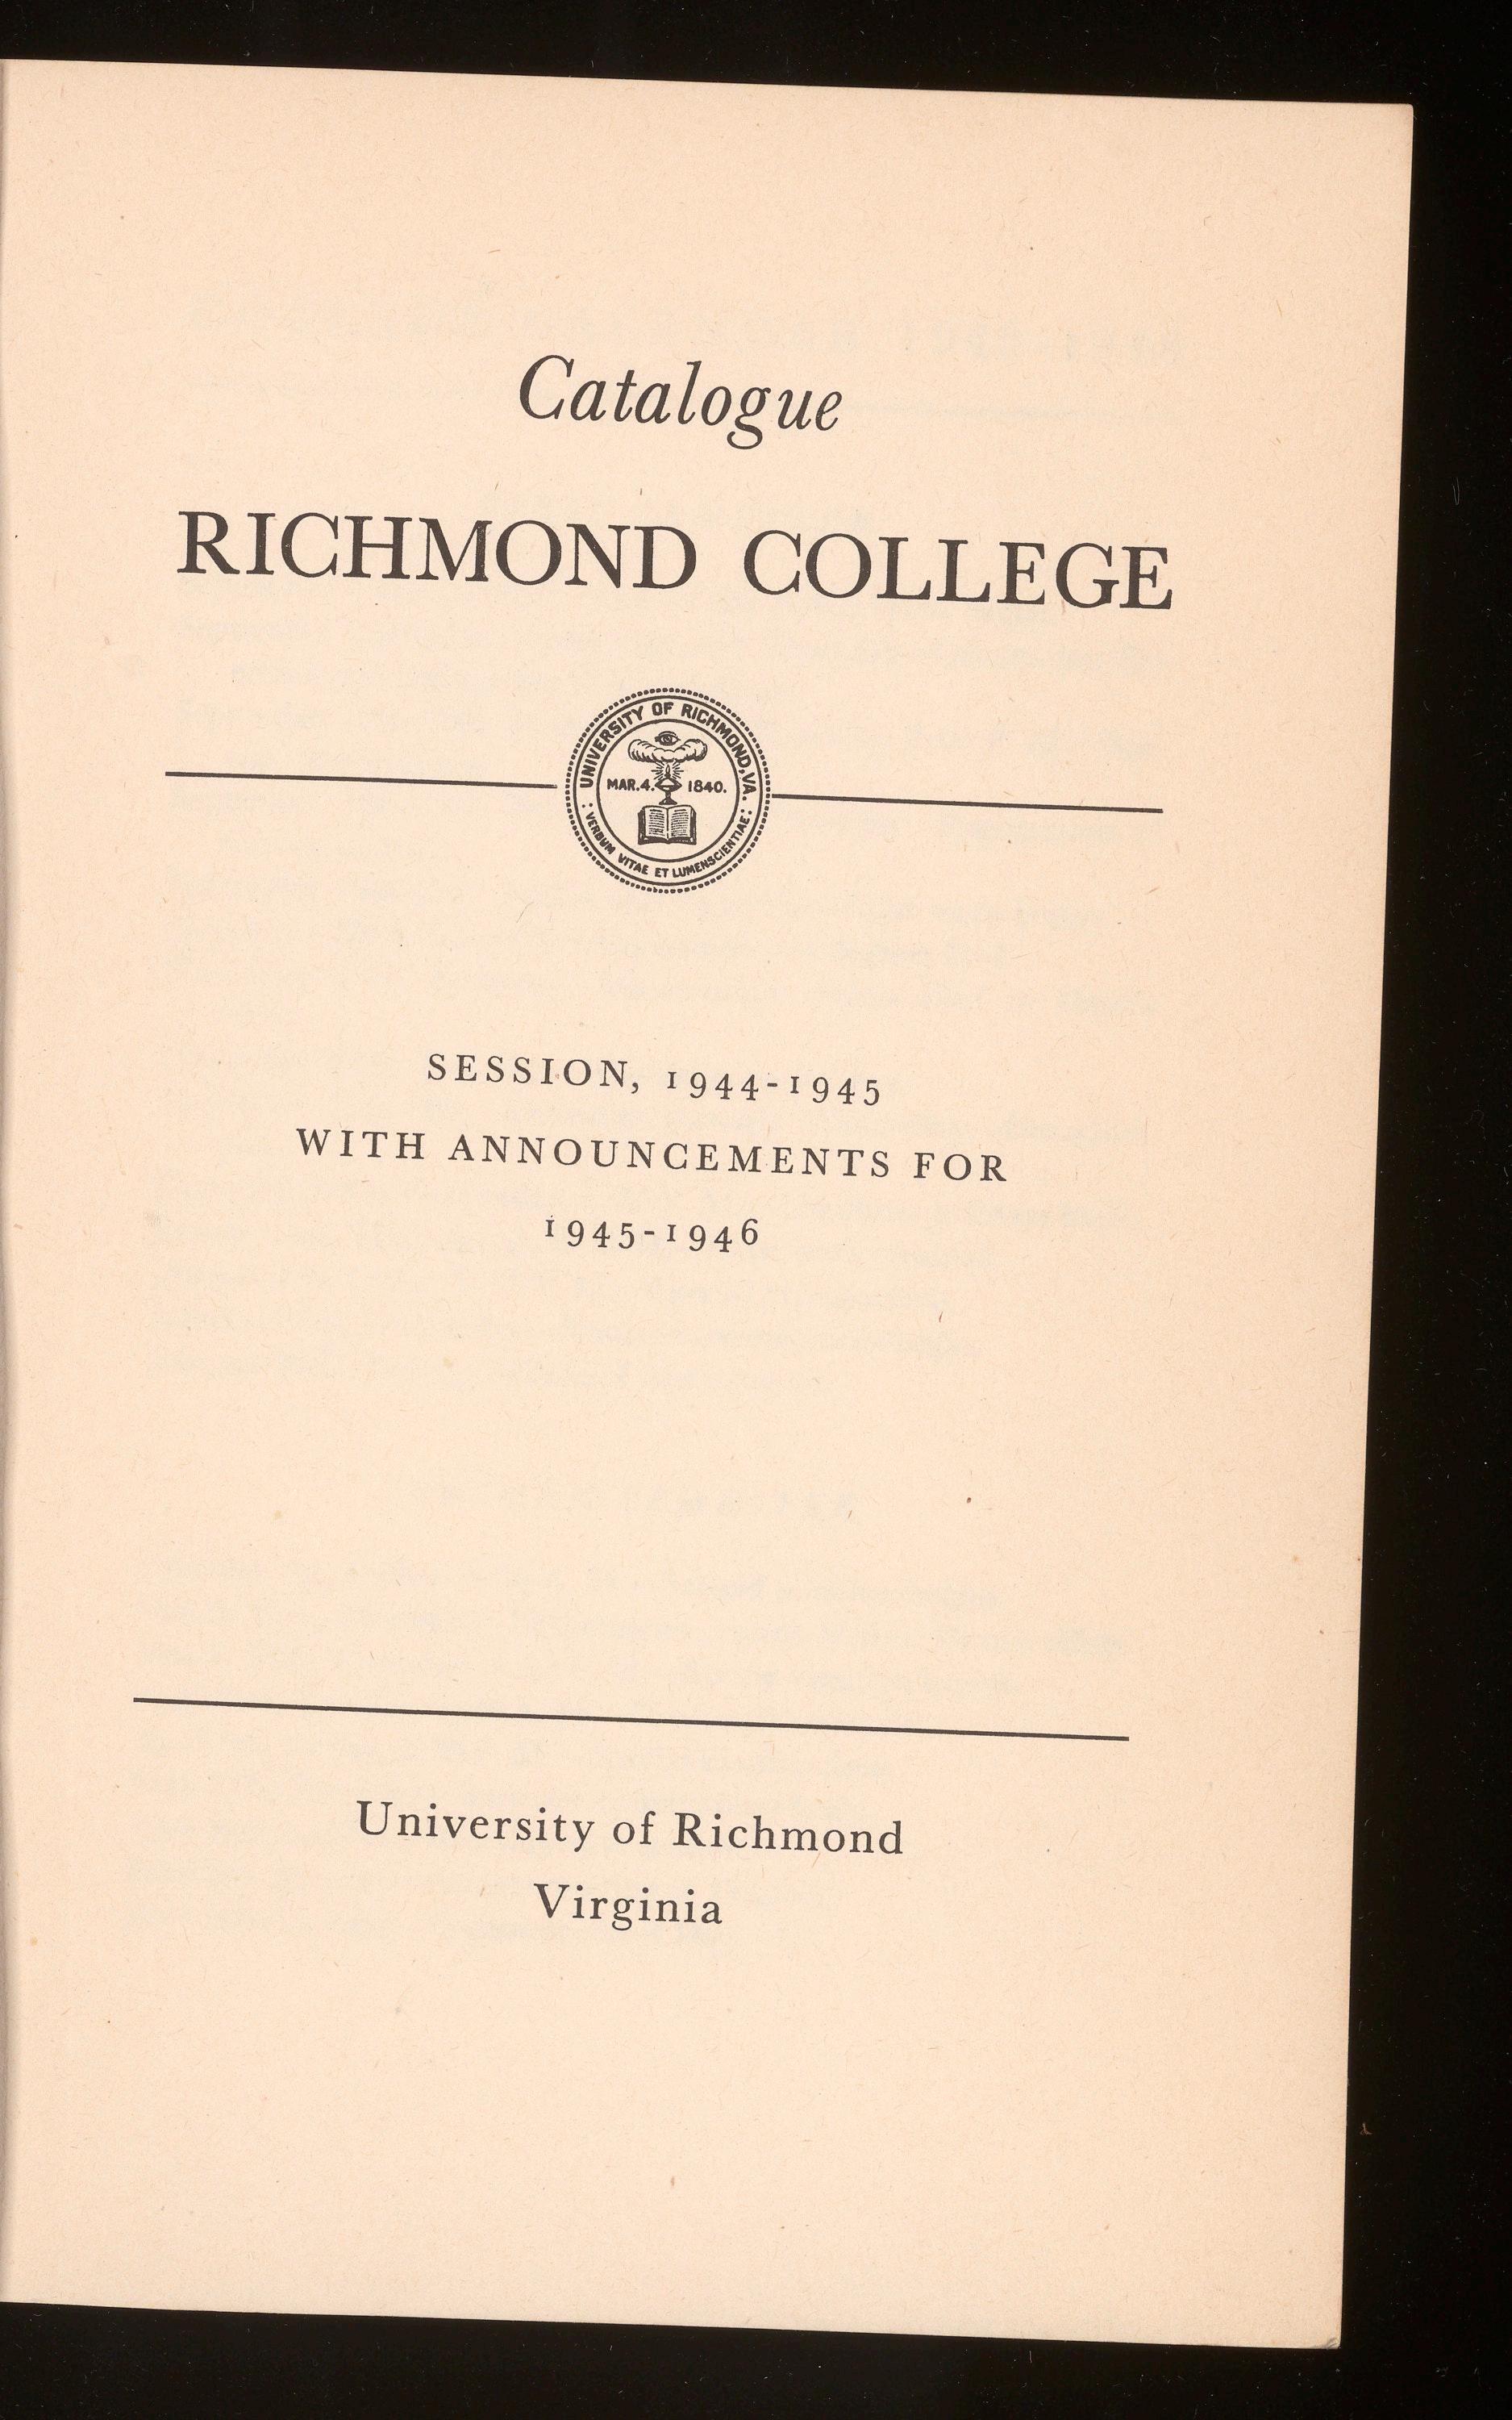 Catalogue
RICHMOND COLLEGE
UNIVERSITY OF RICHMOND, VA.
MAR. 4. 1840.
: VERBUM VITAE ET LUMEN SCIENTIAE :
SESSION, 1944-1945
WITH ANNOUNCEMENTS FOR
1945-1946
University of Richmond
Virginia